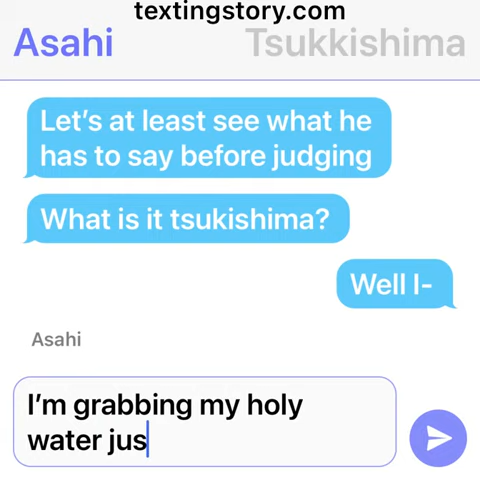 textingstory.com
Asahi
Tsukkishima
Let's at least see what he
has to say before judging
What is it tsukishima?
Well I-
Asahi
I'm grabbing my holy
water jus